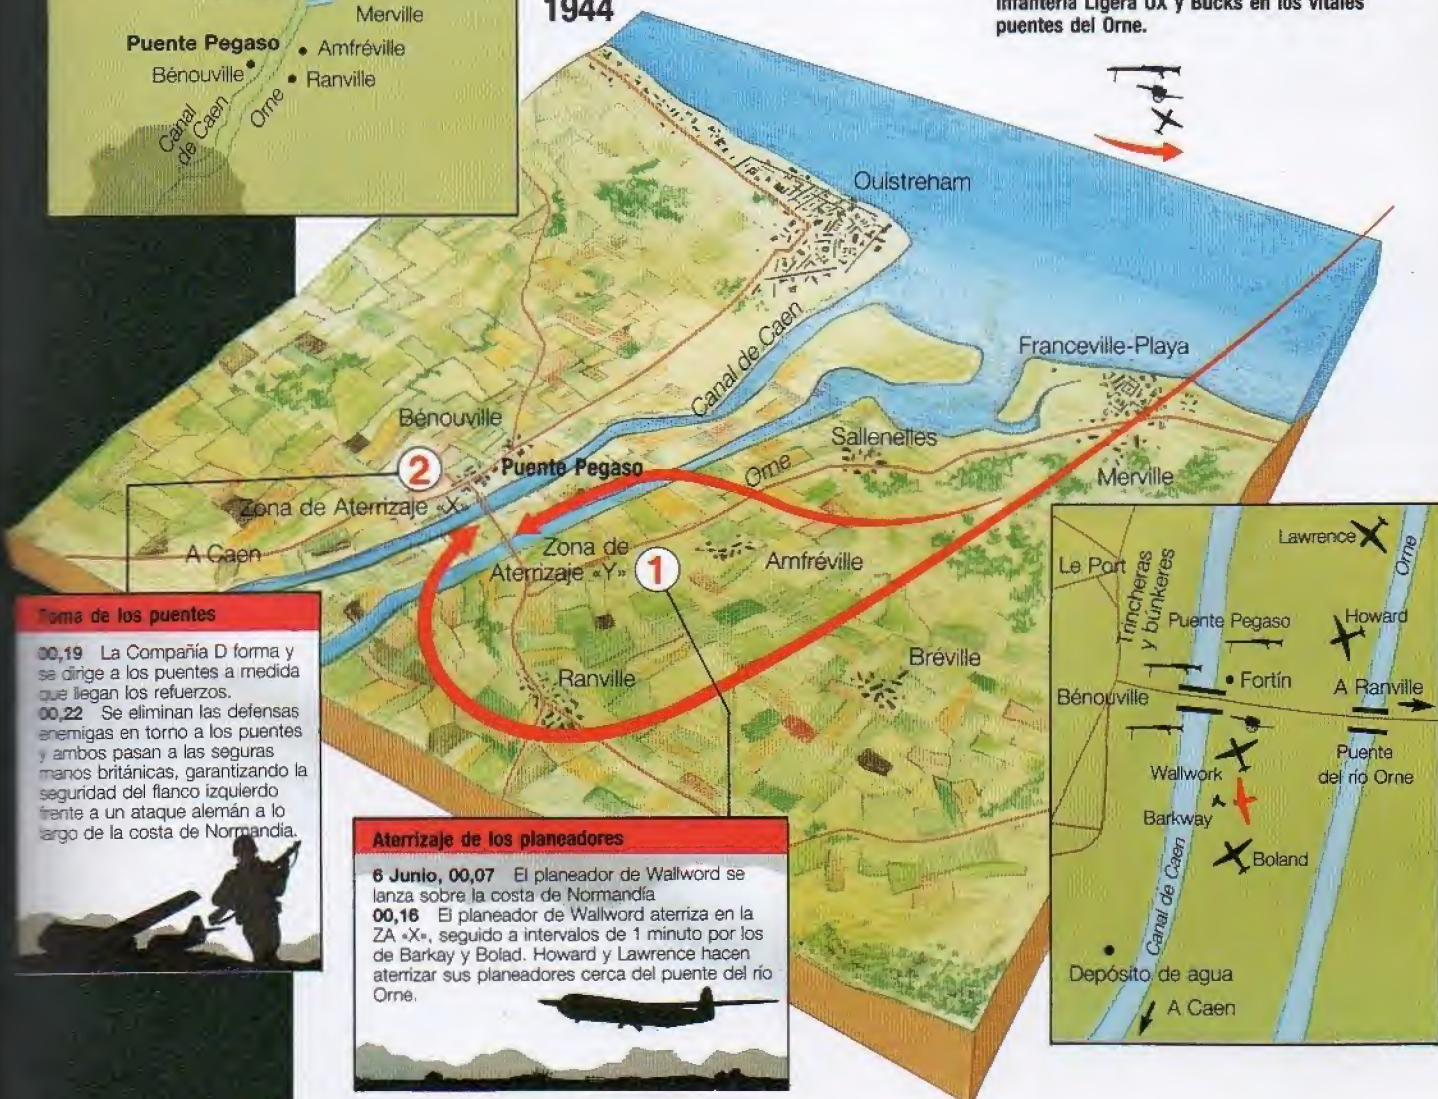 Merville
Puente Pegaso
Amfréville
Bénouville
Ranville
Canal
de Caen
Orne
1944
Infantería Ligera OX y Bucks en los vitales
puentes del Orne.
Ouistreham
Canal de Caen
Franceville-Playa
Bénouville
Sallenelles
2
Puente Pegaso
Orne
Merville
Zona de Aterrizaje «X»
A Caen
Zona de
Aterrizaje «Y»
1
Amfréville
Ranville
Bréville
Toma de los puentes
00,19 La Compañía D forma y
se dirige a los puentes a medida
que llegan los refuerzos.
00,22 Se eliminan las defensas
enemigas en torno a los puentes
y ambos pasan a las seguras
manos británicas, garantizando la
seguridad del flanco izquierdo
frente a un ataque alemán a lo
largo de la costa de Normandía.
Aterrizaje de los planeadores
6 Junio, 00,07 El planeador de Wallword se
lanza sobre la costa de Normandía
00,16 El planeador de Wallword aterriza en la
ZA «X», seguido a intervalos de 1 minuto por los
de Barkay y Bolad. Howard y Lawrence hacen
aterrizar sus planeadores cerca del puente del río
Orne.
Lawrence
Orne
Le Port
Trincheras
y búnkeres
Puente Pegaso
Howard
Fortín
Bénouville
A Ranville
Wallwork
Puente
del río Orne
Barkway
Boland
Canal de Caen
Depósito de agua
A Caen